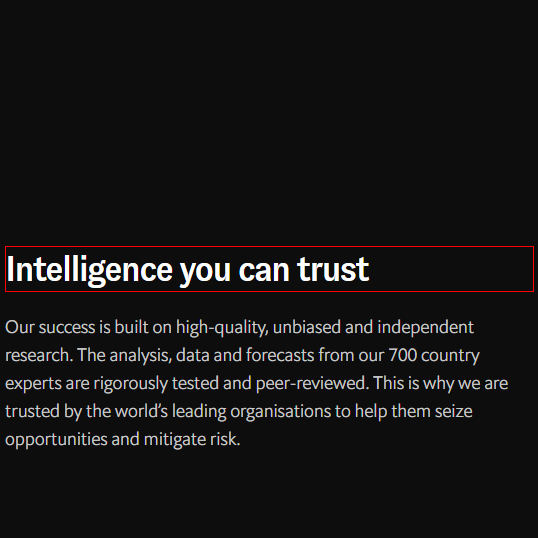 Intelligence you can trust
Our success is built on high-quality, unbiased and independent
research. The analysis, data and forecasts from our 700 country
experts are rigorously tested and peer-reviewed. This is why we are
trusted by the world’s leading organisations to help them seize
opportunities and mitigate risk.